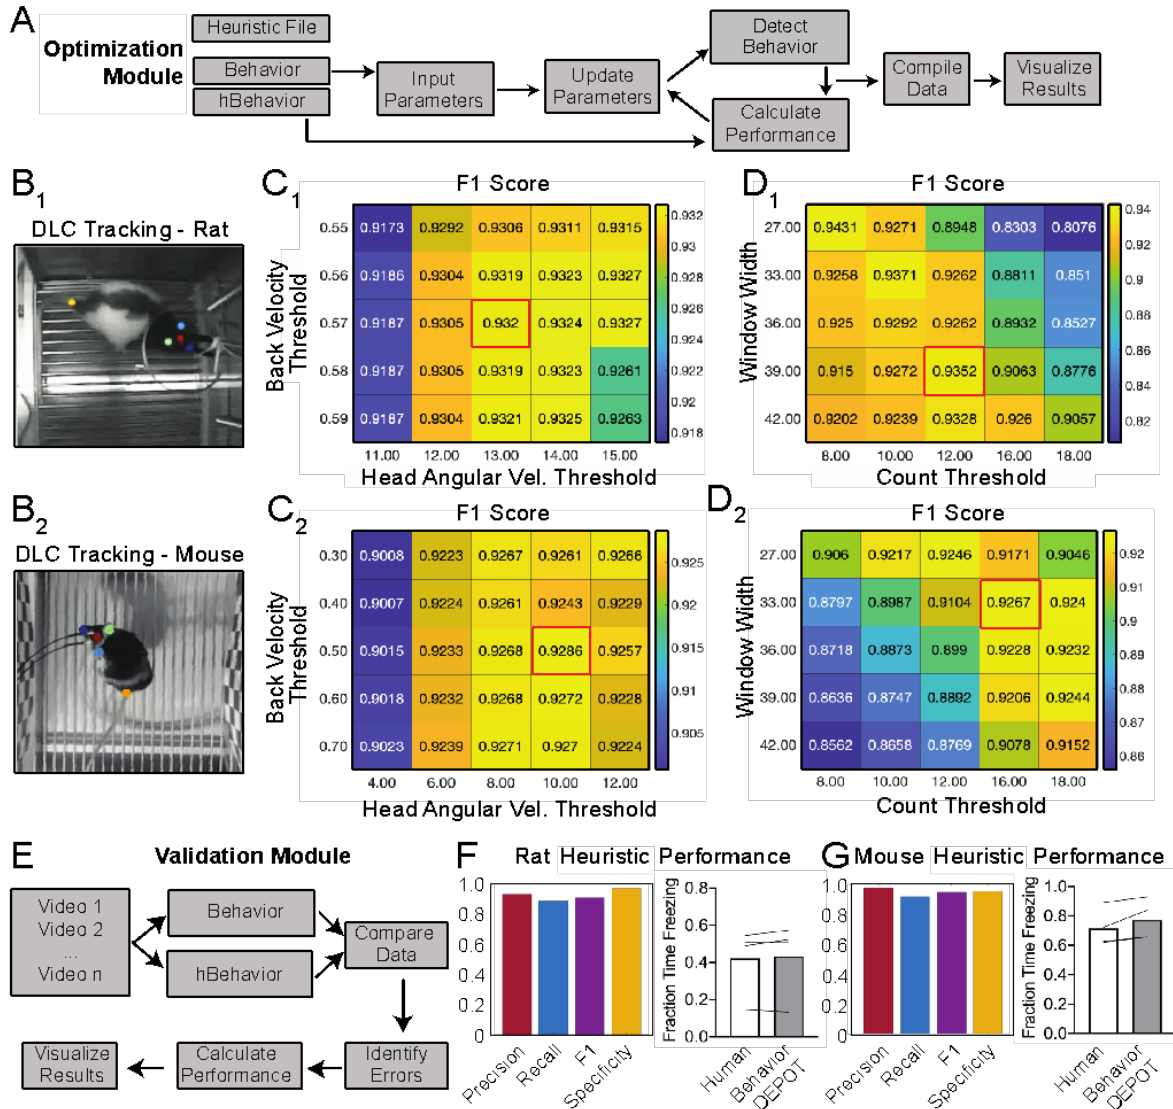 A
Optimization
Module
Heuristic File
Behavior
hBehavior
Input
Parameters
Update
Parameters
Detect
Behavior
Calculate
Performance
Compile
Data
Visualize
Results
B1
DLC Tracking - Rat
C1
F1 Score
Back Velocity
Threshold
0.55 0.9173 0.9292 0.9306 0.9311 0.9315
0.56 0.9186 0.9304 0.9319 0.9323 0.9327
0.57 0.9187 0.9305 0.932 0.9324 0.9327
0.58 0.9187 0.9305 0.9319 0.9323 0.9261
0.59 0.9187 0.9304 0.9321 0.9325 0.9263
11.00 12.00 13.00 14.00 15.00
Head Angular Vel. Threshold
0.932
0.93
0.928
0.926
0.924
0.922
0.92
0.918
D1
F1 Score
Window Width
27.00 0.9431 0.9271 0.8948 0.8303 0.8076
33.00 0.9258 0.9371 0.9262 0.8811 0.851
36.00 0.925 0.9292 0.9262 0.8932 0.8527
39.00 0.915 0.9272 0.9352 0.9063 0.8776
42.00 0.9202 0.9239 0.9328 0.926 0.9057
8.00 10.00 12.00 16.00 18.00
Count Threshold
0.94
0.92
0.9
0.88
0.86
0.84
0.82
B2
DLC Tracking - Mouse
C2
F1 Score
Back Velocity
Threshold
0.30 0.9008 0.9223 0.9267 0.9261 0.9266
0.40 0.9007 0.9224 0.9261 0.9243 0.9229
0.50 0.9015 0.9233 0.9268 0.9286 0.9257
0.60 0.9018 0.9232 0.9268 0.9272 0.9228
0.70 0.9023 0.9239 0.9271 0.927 0.9224
4.00 6.00 8.00 10.00 12.00
Head Angular Vel. Threshold
0.925
0.92
0.915
0.91
0.905
D2
F1 Score
Window Width
27.00 0.906 0.9217 0.9246 0.9171 0.9046
33.00 0.8797 0.8987 0.9104 0.9267 0.924
36.00 0.8718 0.8873 0.899 0.9228 0.9232
39.00 0.8636 0.8747 0.8892 0.9206 0.9244
42.00 0.8562 0.8658 0.8769 0.9078 0.9152
8.00 10.00 12.00 16.00 18.00
Count Threshold
0.92
0.91
0.9
0.89
0.88
0.87
0.86
E
Validation Module
Video 1
Video 2
...
Video n
Behavior
hBehavior
Compare
Data
Identify
Errors
Calculate
Performance
Visualize
Results
F
Rat Heuristic Performance
1.0
0.8
0.6
0.4
0.2
0
Precision
Recall
F1
Specificity
Fraction Time Freezing
0.8
0.6
0.4
0.2
0.0
Human
Behavior
DEPOT
G
Mouse Heuristic Performance
1.0
0.8
0.6
0.4
0.2
0
Precision
Recall
F1
Specificity
Fraction Time Freezing
1.0
0.8
0.6
0.4
0.2
0.0
Human
Behavior
DEPOT